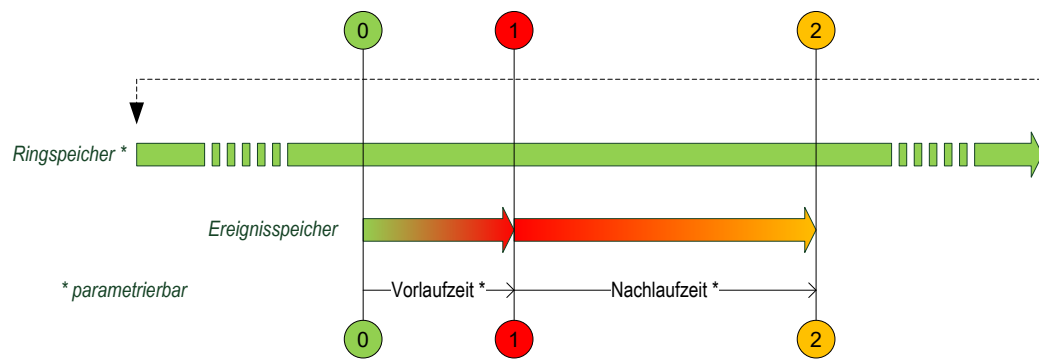 0 1 2
Ringspeicher *
Ereignisspeicher
* parametrierbar Vorlaufzeit * Nachlaufzeit *
0 1 2